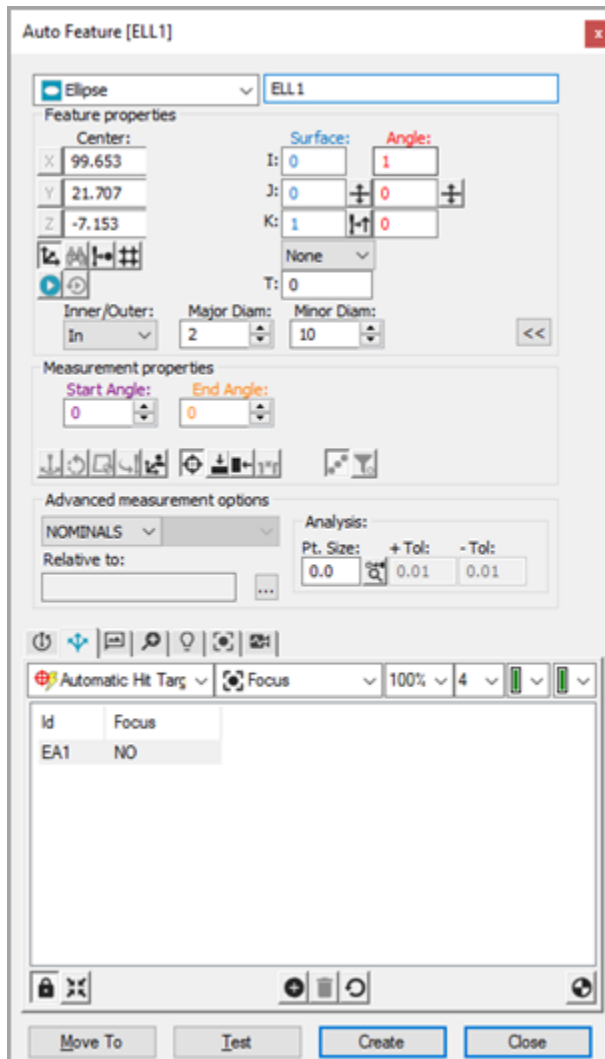 Auto Feature [ELL1]
x
Ellipse ELL1
Feature properties
Center: Surface: Angle:
X 99.653 I: 0 1
Y 21.707 J: 0 0
Z -7.153 K: 1 0
None
T: 0
Inner/Outer: Major Diam: Minor Diam:
In 2 10 <<
Measurement properties
Start Angle: End Angle:
0 0
Advanced measurement options
NOMINALS
Analysis:
Relative to: Pt. Size: + Tol: - Tol:
0.0 0.01 0.01
...
Automatic Hit Targ Focus 100% 4
Id Focus
EA1 NO
Move To Test Create Close